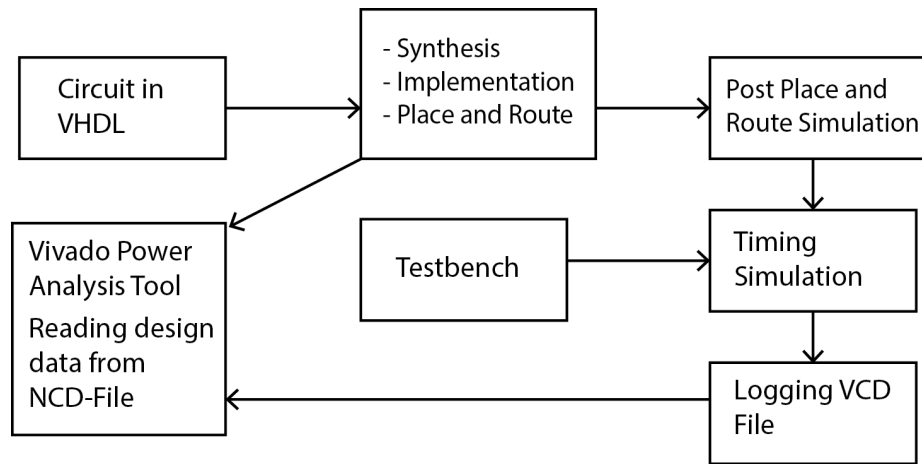 Circuit in
VHDL
- Synthesis
- Implementation
- Place and Route
Post Place and
Route Simulation
Vivado Power
Analysis Tool
Reading design
data from
NCD-File
Testbench
Timing
Simulation
Logging VCD
File